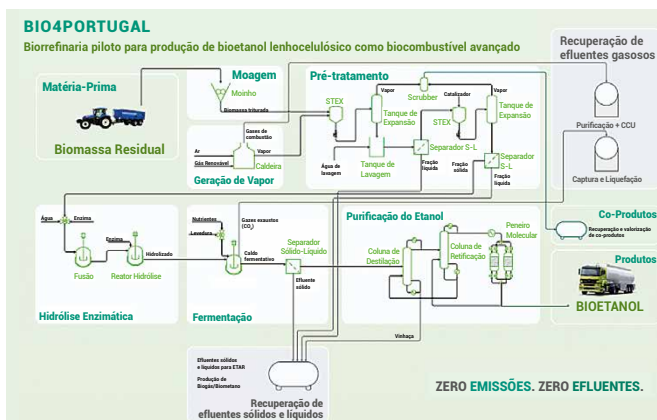 BIO4PORTUGAL
Biorrefinaria piloto para produção de bioetanol lenhocelulósico como biocombustível avançado
Matéria-Prima
Biomassa Residual
Moagem
Moinho
Biomassa triturada
Gases de
combustão
Ar
Vapor
Gás Renovável
Caldeira
Geração de Vapor
Pré-tratamento
STEX
Vapor
Tanque de
Expansão
Scrubber
Catalizador
STEX
Vapor
Tanque de
Expansão
Água de
lavagem
Tanque de
Lavagem
Separador S-L
Fração
líquida
Fração
sólida
Separador
S-L
Fração
líquida
Recuperação de
efluentes gasosos
Purificação + CCU
Captura e Liquefação
Água
Enzima
Fusão
Enzima
Reator Hidrólise
Hidrolizado
Hidrólise Enzimática
Nutrientes
Levedura
Gases exaustos
(CO2)
Caldo
fermentativo
Separador
Sólido-Líquido
Efluente
sólido
Fermentação
Purificação do Etanol
Coluna de
Destilação
Coluna de
Retificação
Peneiro
Molecular
Vinhaça
Co-Produtos
Recuperação e valorização
de co-produtos
Produtos
BIOETANOL
Efluentes sólidos
e líquidos para ETAR
Produção de
Biogás/Biometano
Recuperação de
efluentes sólidos e líquidos
ZERO EMISSÕES. ZERO EFLUENTES.